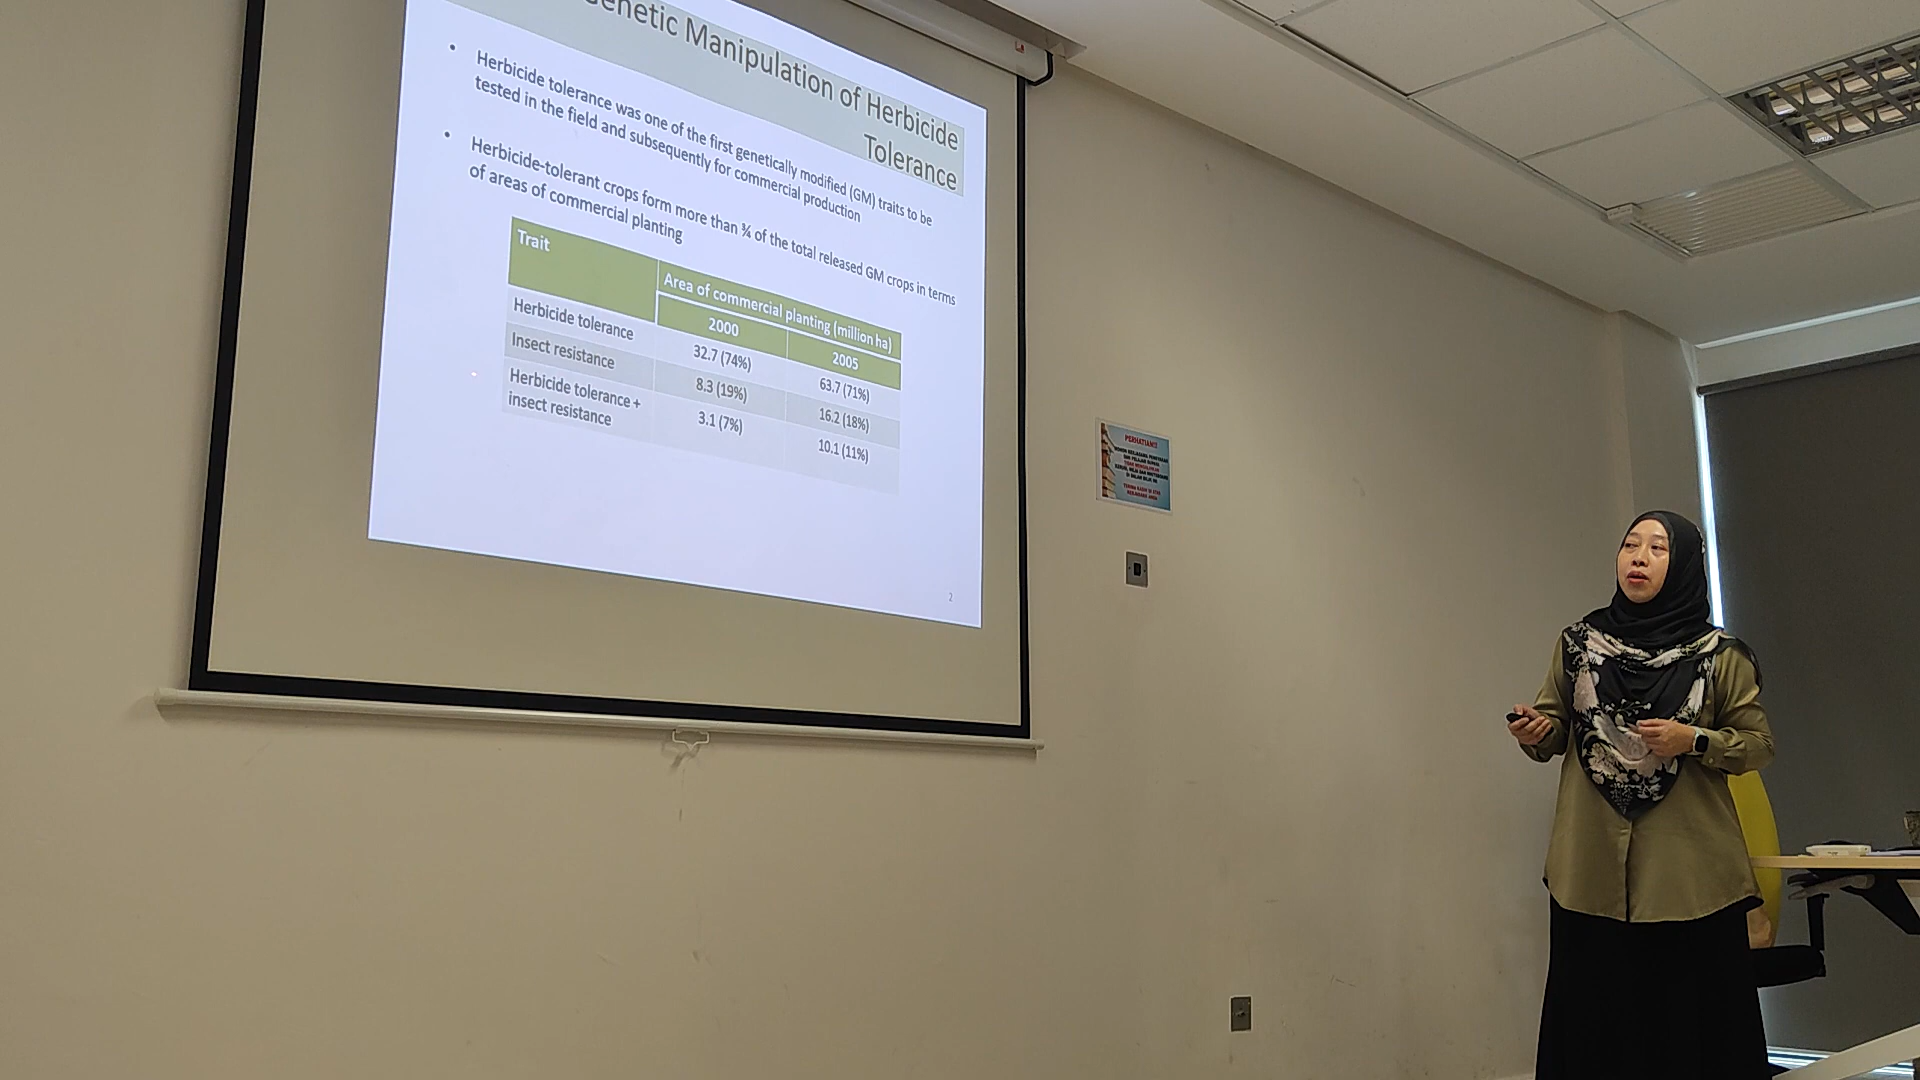 Genetic Manipulation of Herbicide
Tolerance
• Herbicide tolerance was one of the first genetically modified (GM) traits to be
tested in the field and subsequently for commercial production
• Herbicide-tolerant crops form more than ¾ of the total released GM crops in terms
of areas of commercial planting
Trait
Area of commercial planting (million ha)
2000 2005
Herbicide tolerance 32.7 (74%) 63.7 (71%)
Insect resistance 8.3 (19%) 16.2 (18%)
Herbicide tolerance +
insect resistance 3.1 (7%) 10.1 (11%)
2
PERHATIAN!!